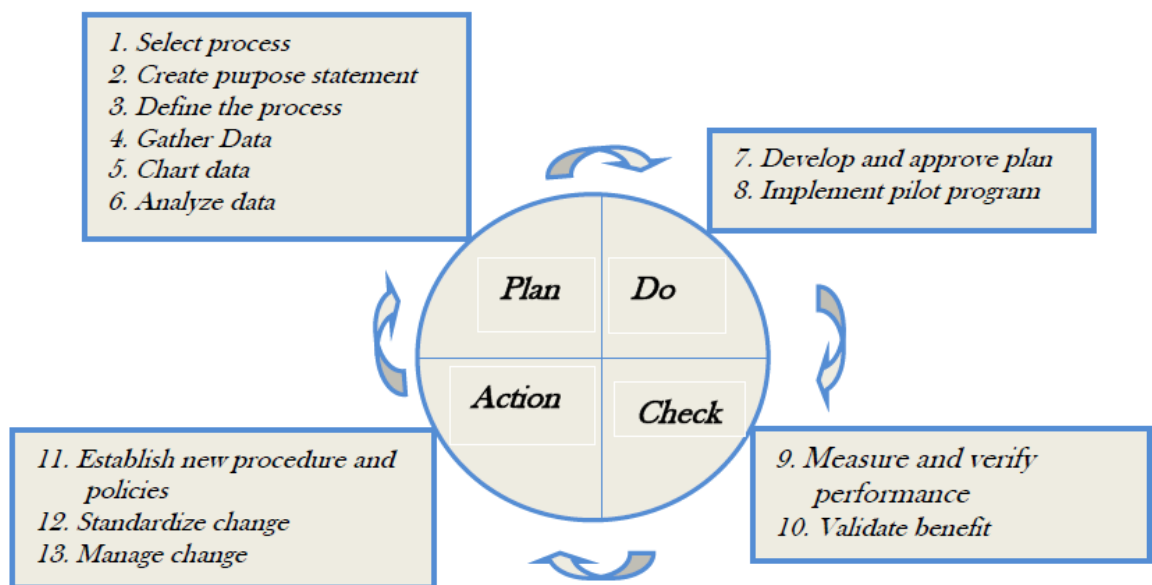 1. Select process
2. Create purpose statement
3. Define the process
4. Gather Data
5. Chart data
6. Analyze data
7. Develop and approve plan
8. Implement pilot program
Plan
Do
Action
Check
11. Establish new procedure and
policies
12. Standardize change
13. Manage change
9. Measure and verify
performance
10. Validate benefit